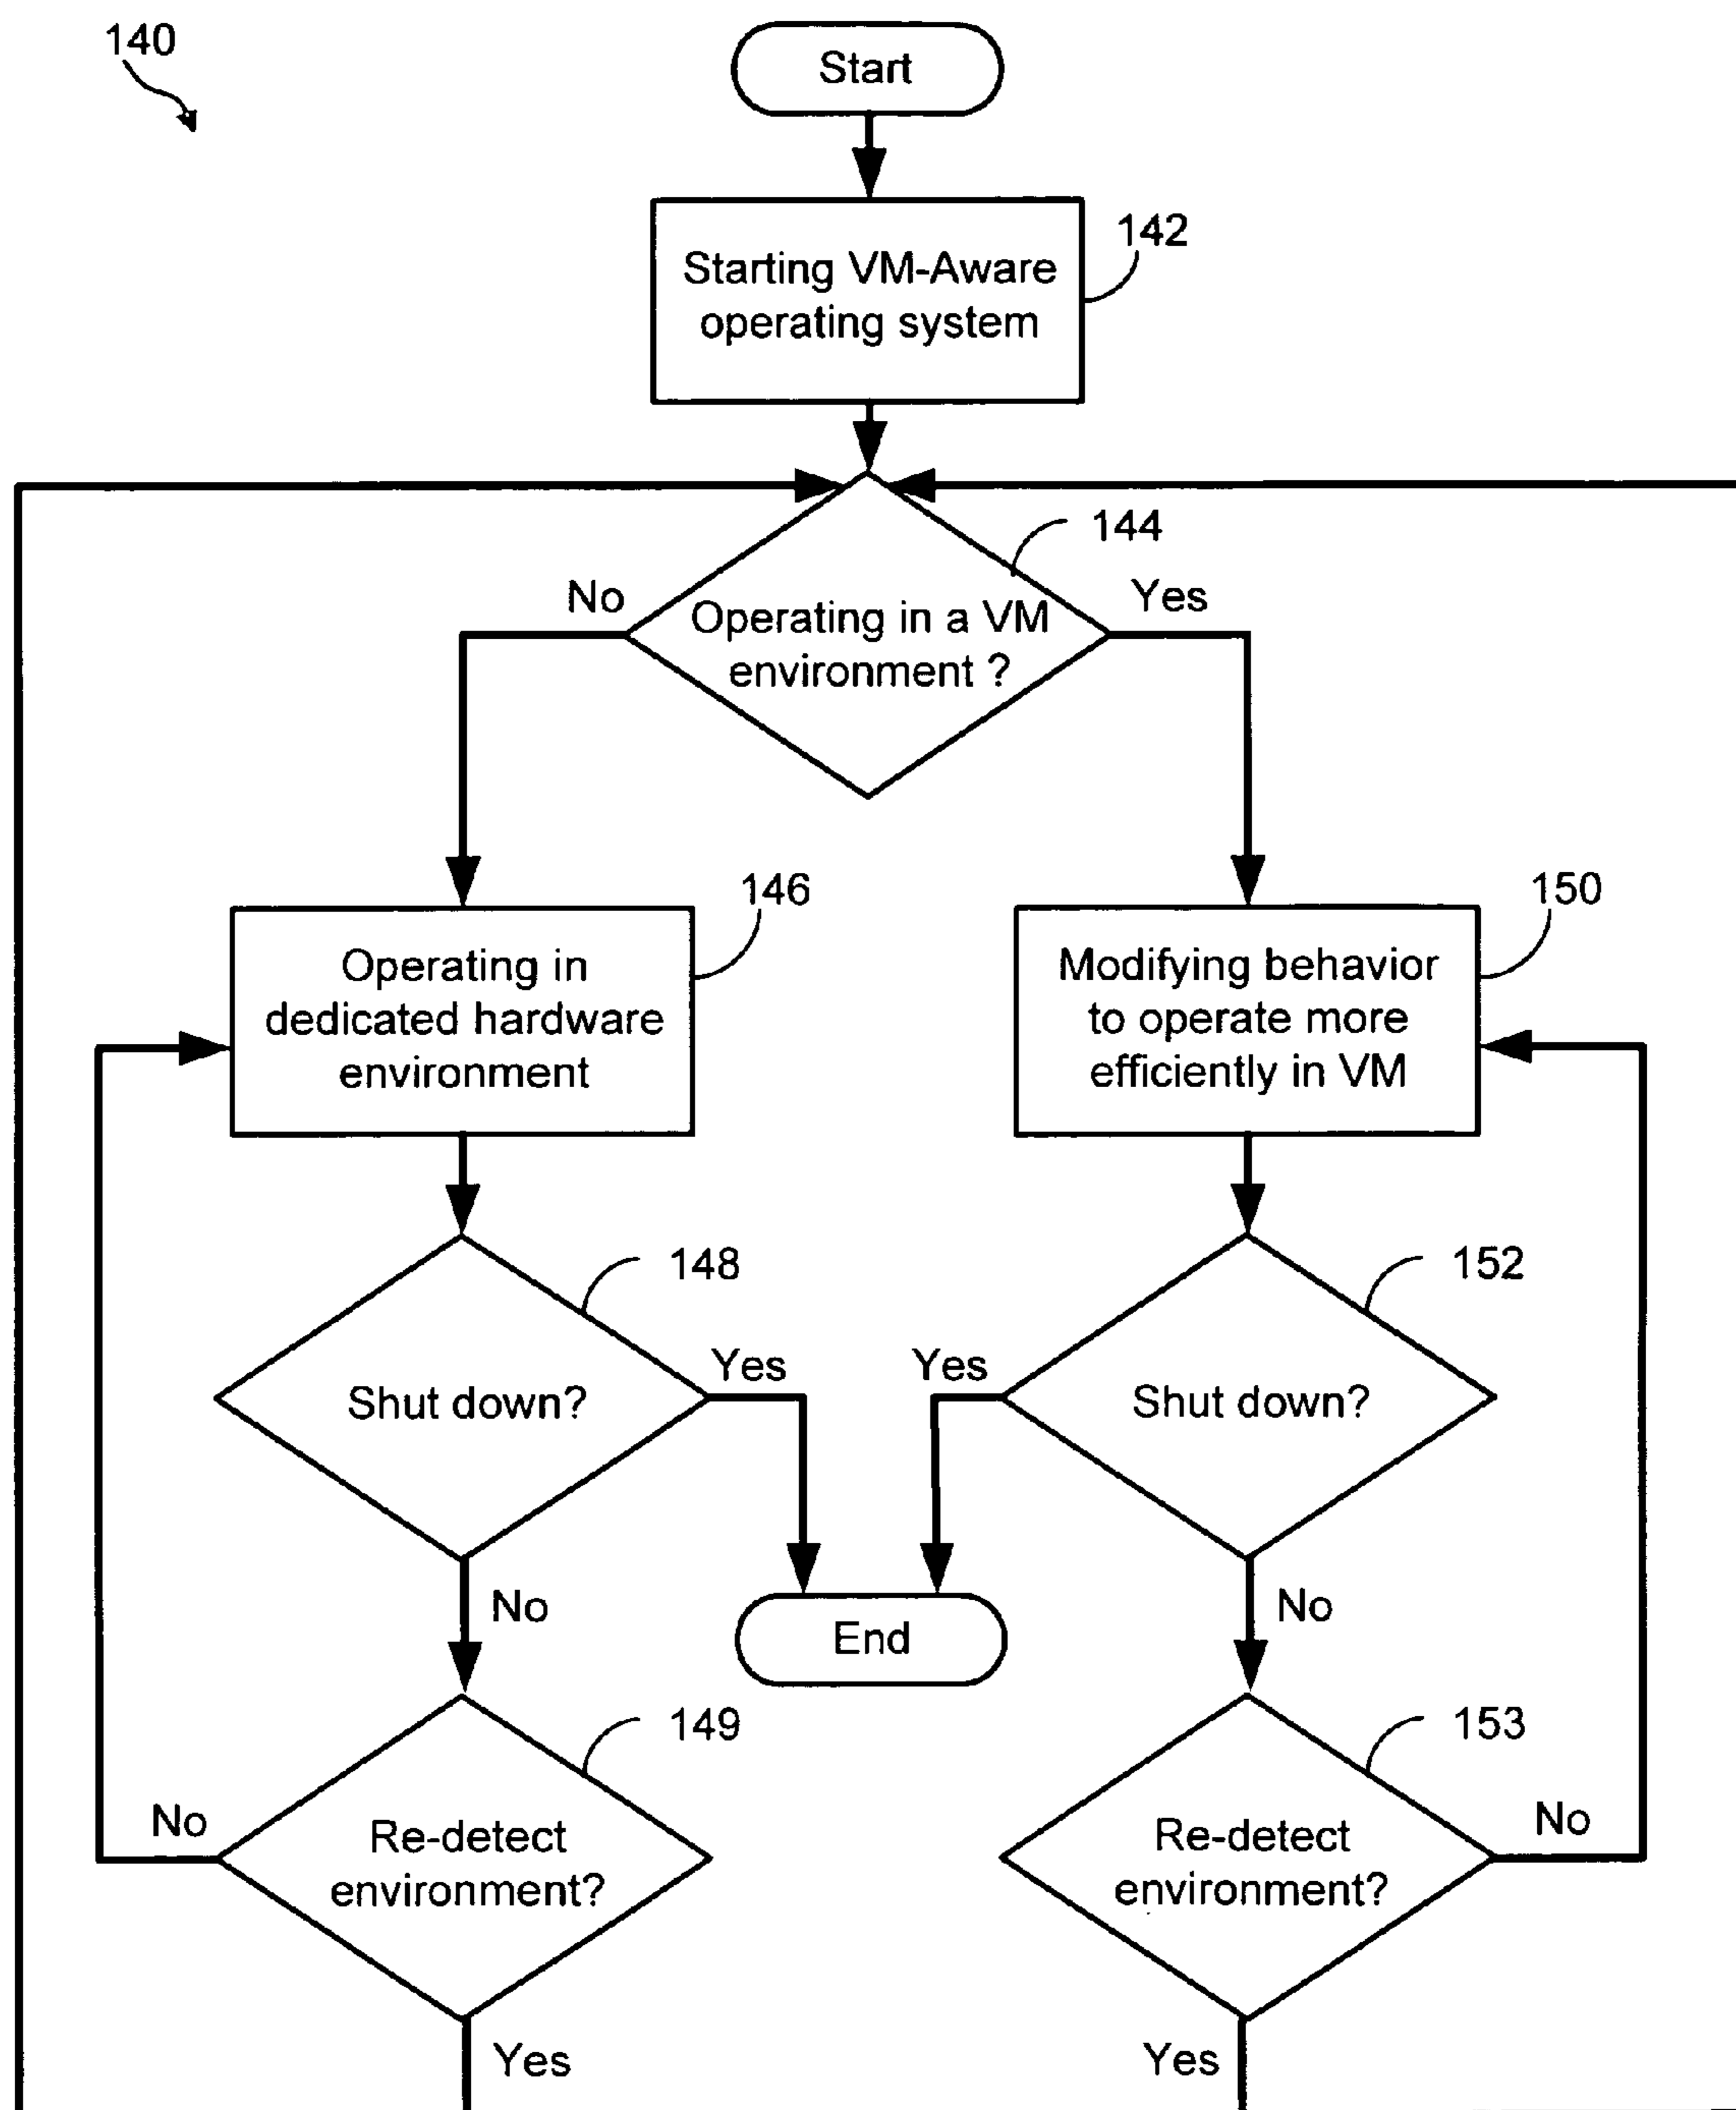 140
Start
Starting VM-Aware
operating system
142
144
No
Yes
Operating in a VM
environment ?
146
150
Operating in
dedicated hardware
environment
Modifying behavior
to operate more
efficiently in VM
148
152
Yes
Yes
Shut down?
Shut down?
No
No
End
149
153
No
No
Re-detect
environment?
Re-detect
environment?
Yes
Yes